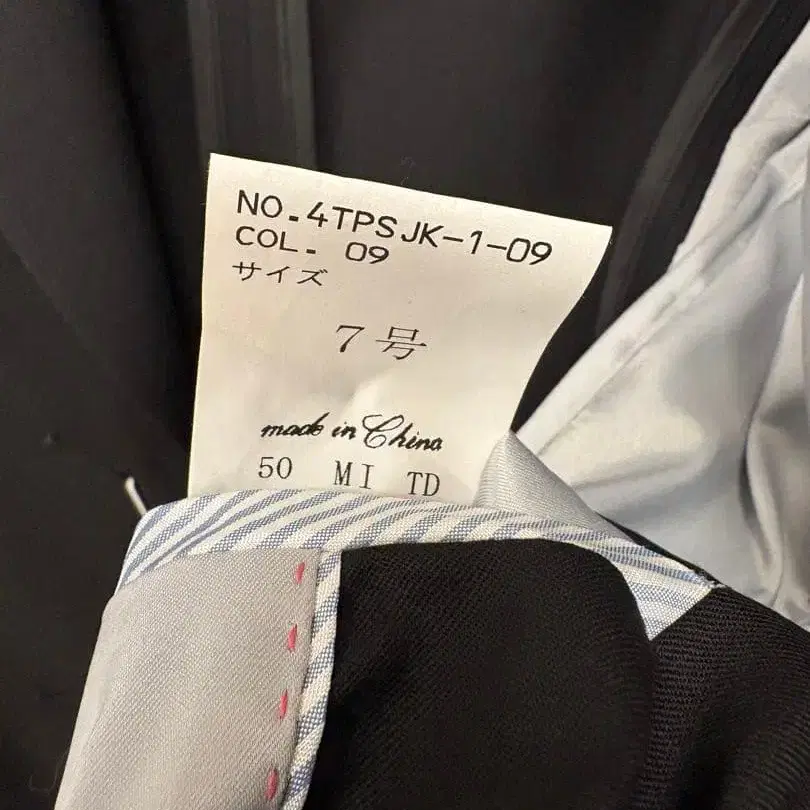 NO.4TPSJK-1-09
COL. 09
サイズ
7号
made in China
50 MI TD